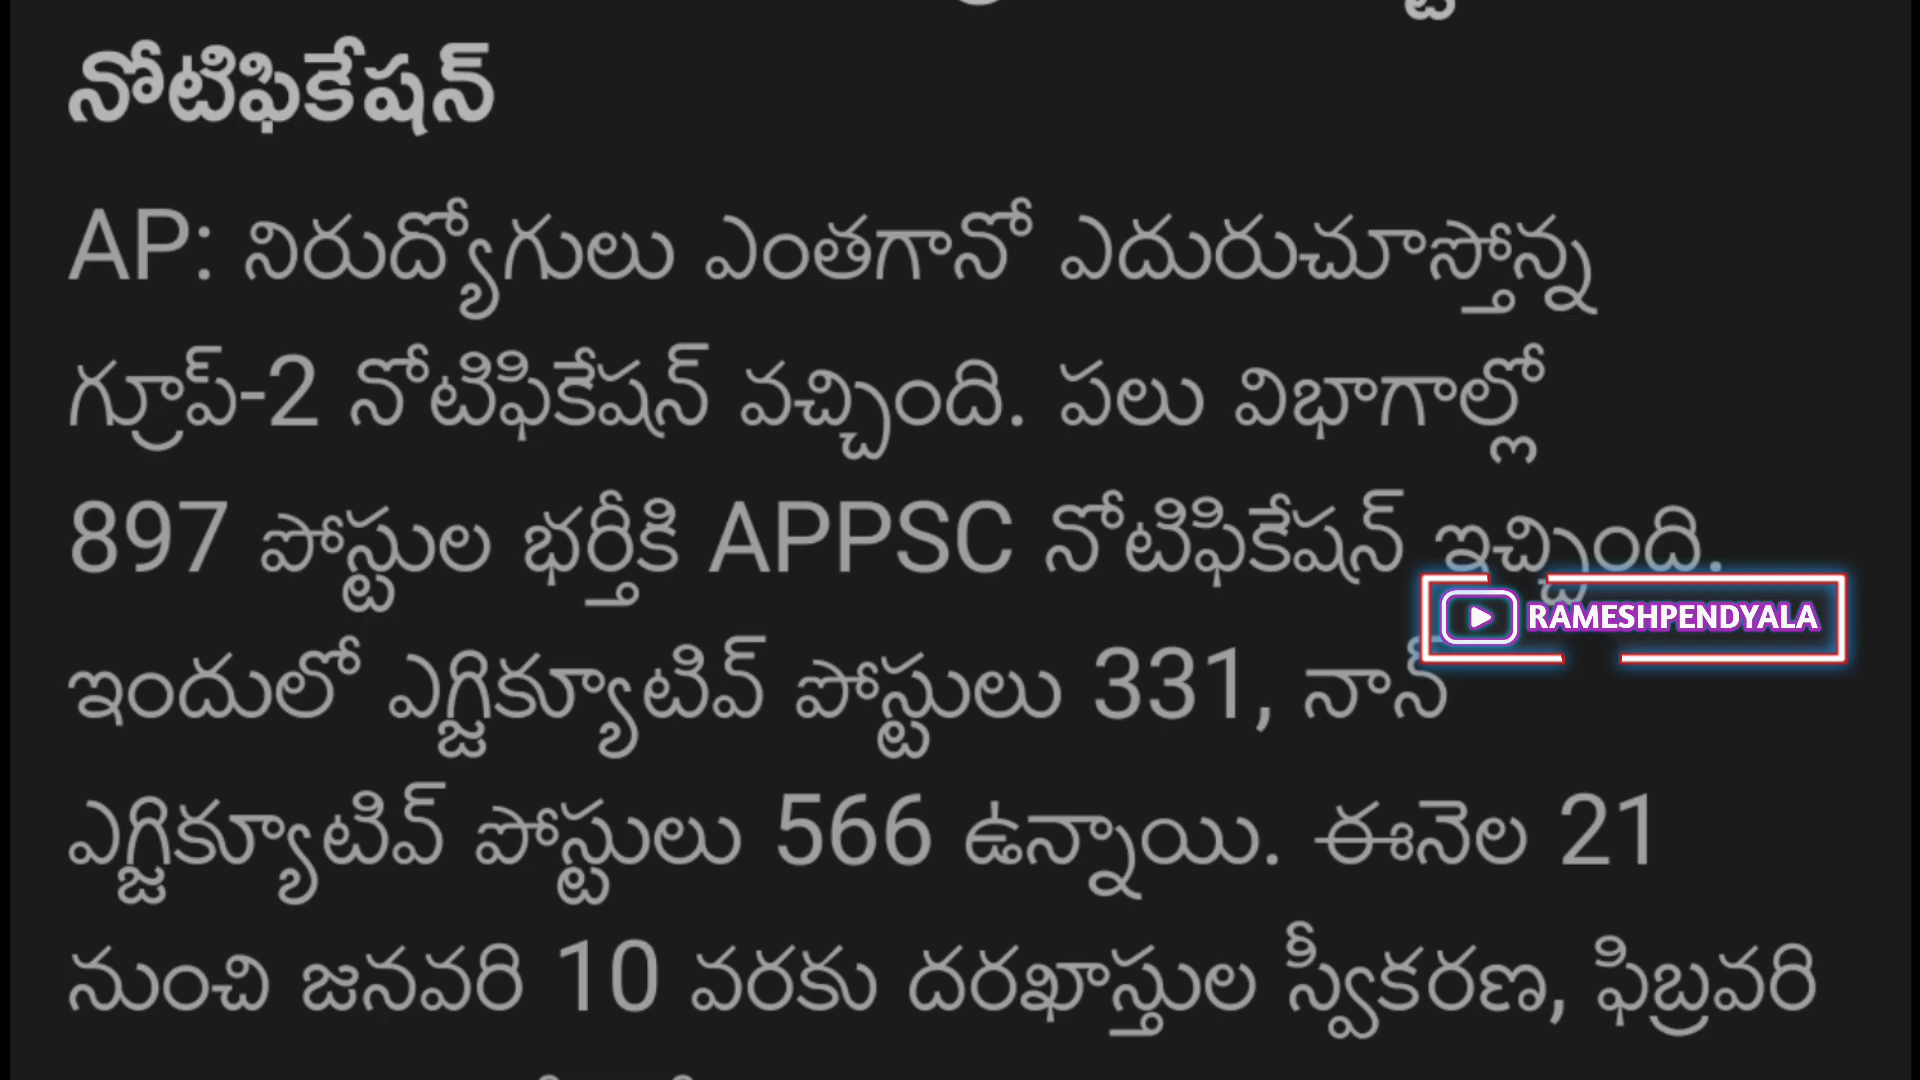 నోటిఫికేషన్
AP: నిరుద్యోగులు ఎంతగానో ఎదురుచూస్తోన్న
గ్రూప్-2 నోటిఫికేషన్ వచ్చింది. పలు విభాగాల్లో
897 పోస్టుల భర్తీకి APPSC నోటిఫికేషన్ ఇచ్చింది.
RAMESHPENDYALA
ఇందులో ఎగ్జిక్యూటివ్ పోస్టులు 331, నాన్
ఎగ్జిక్యూటివ్ పోస్టులు 566 ఉన్నాయి. ఈనెల 21
నుంచి జనవరి 10 వరకు దరఖాస్తుల స్వీకరణ, ఫిబ్రవరి